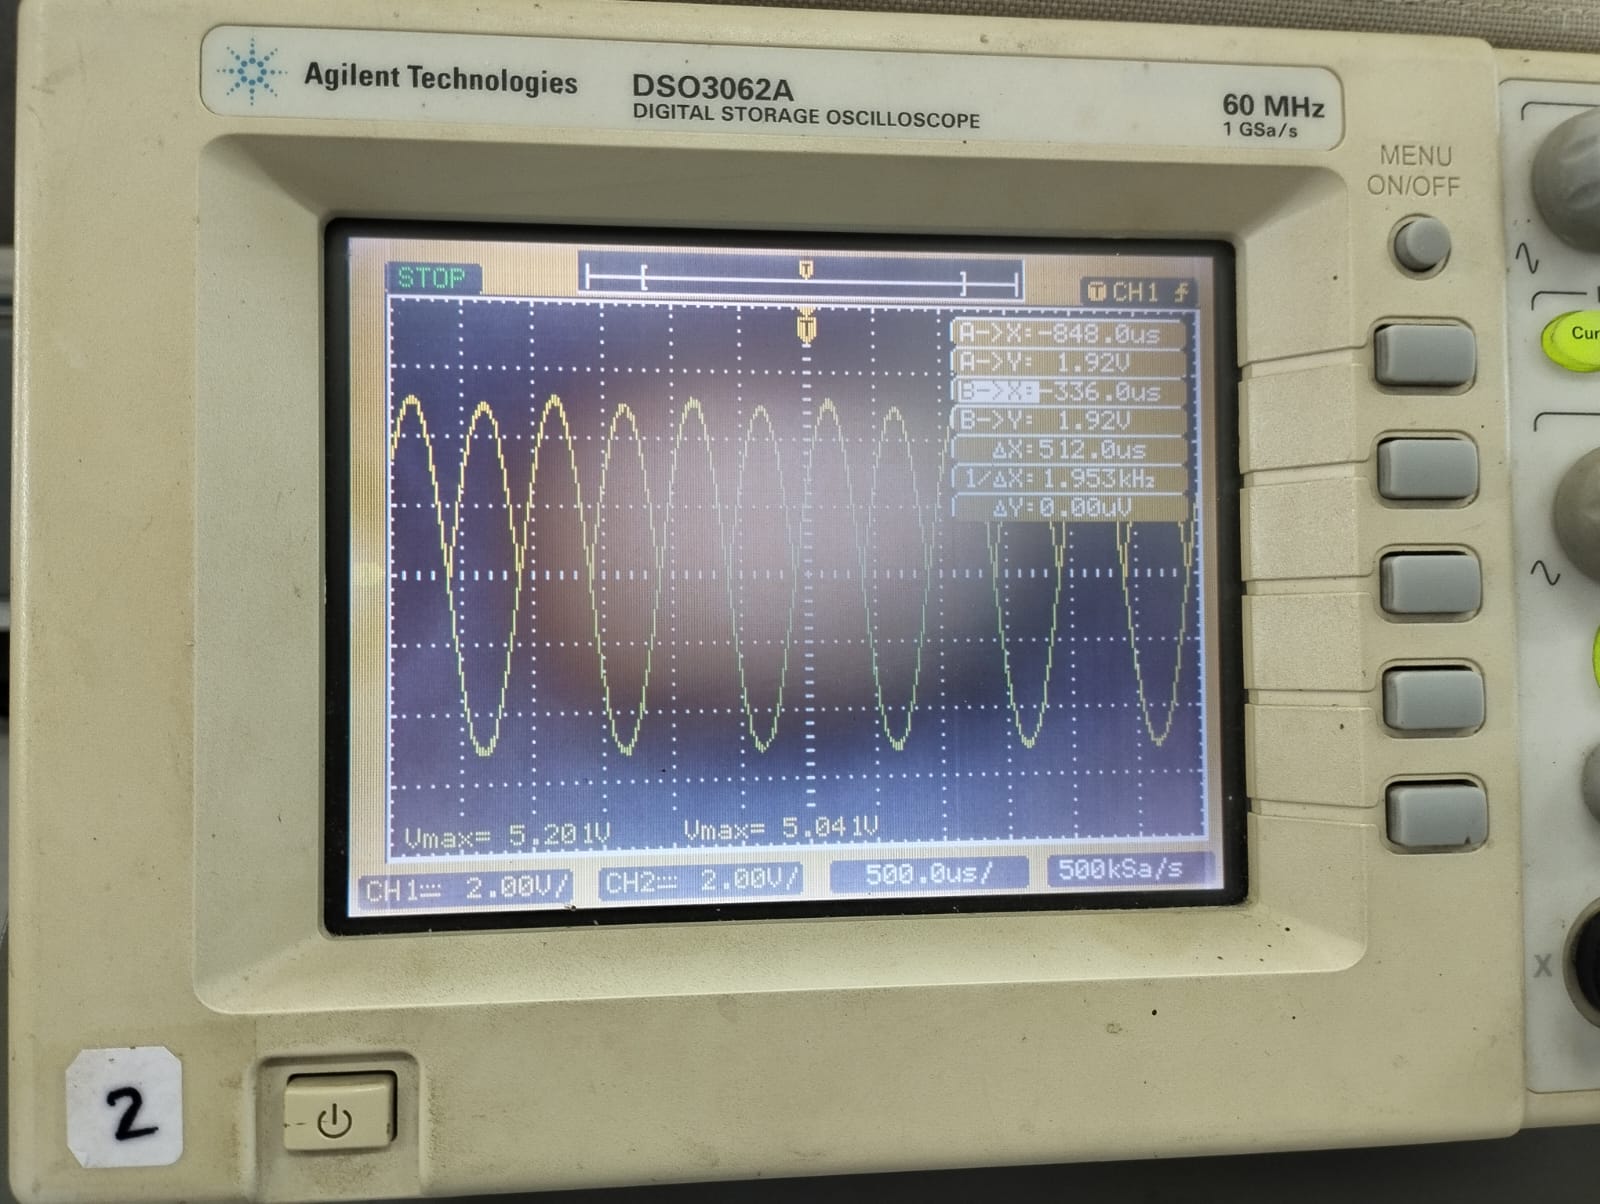 Agilent Technologies
DSO3062A
DIGITAL STORAGE OSCILLOSCOPE
60 MHz
1 GSa/s
MENU
ON/OFF
STOP
T
T CH1
T
A->X:-848.0us
A->Y: 1.92V
B->X:-336.0us
B->Y: 1.92V
ΔX:512.0us
1/ΔX: 1.953kHz
ΔY:0.00uV
Cur
Vmax= 5.201V Vmax= 5.041V
CH1 2.00V/ CH2 2.00V/ 500.0us/ 500kSa/s
X
2